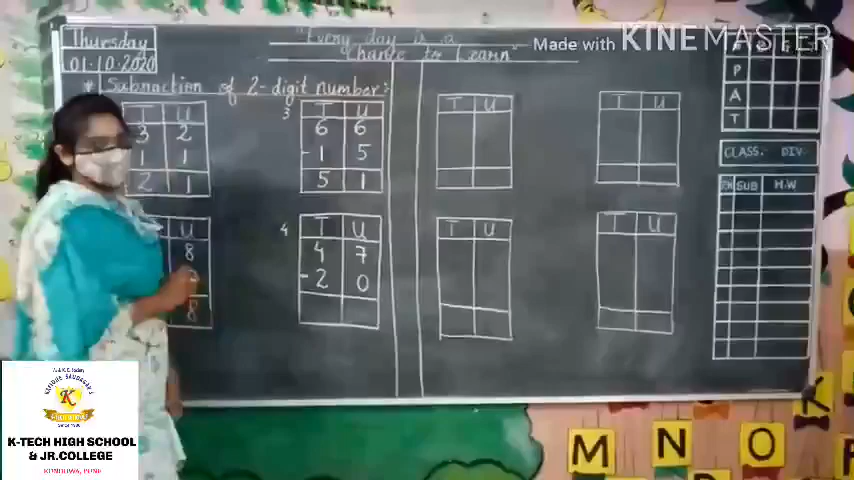 Thursday
01.10.2020
"Every day is a
Chance to Learn"
Made with KINEMASTER
# Subtraction of 2-digit number:-
T U
3 2
1 1
2 1
3
T U
6 6
- 1 5
5 1
U
8
8
4
T U
4 7
- 2 0
T U
T U
T U
T U
P
A
T
CLASS. DIV.
SUB H.W
K-TECH HIGH SCHOOL
& JR.COLLEGE
KONDHWA, PUNE
K
M N O